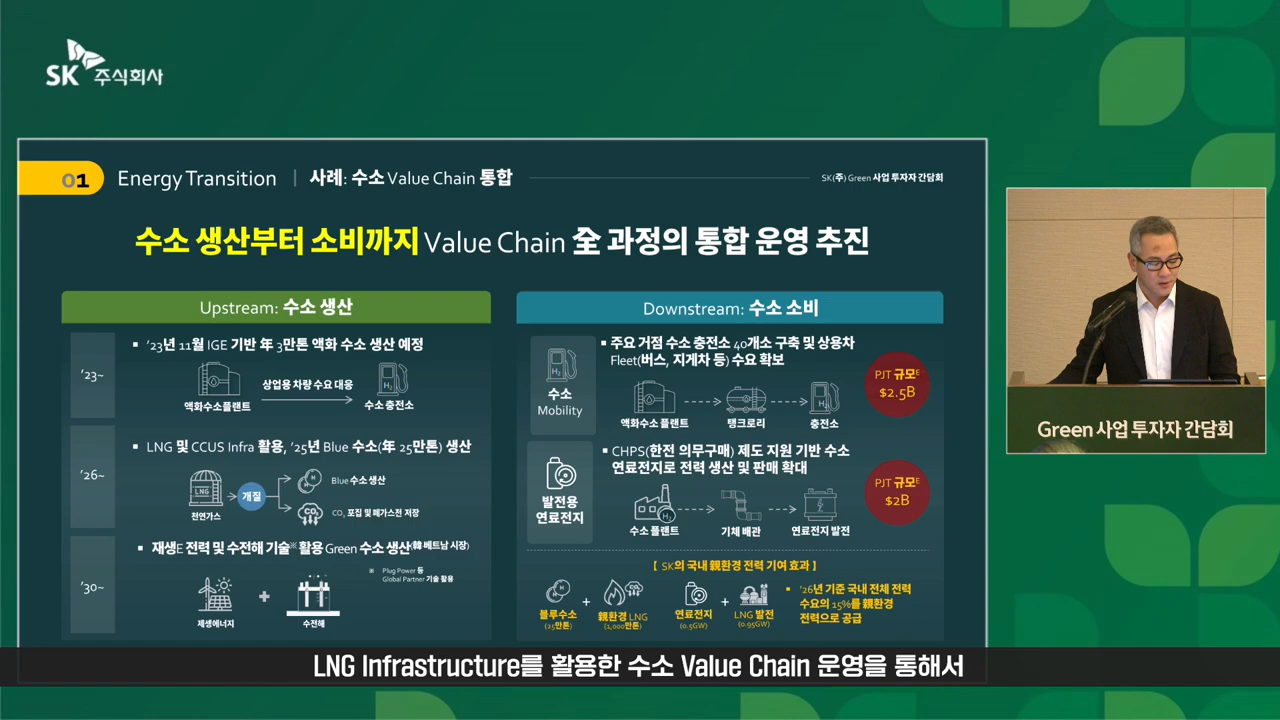 SK 주식회사
01 Energy Transition | 사례: 수소 Value Chain 통합
SK(주) Green 사업 투자자 간담회
수소 생산부터 소비까지 Value Chain 全 과정의 통합 운영 추진
Upstream: 수소 생산
’23~
▪ ’23년 11월 IGE 기반 年 3만톤 액화 수소 생산 예정
상업용 차량 수요 대응
H₂
액화수소플랜트
수소 충전소
’26~
▪ LNG 및 CCUS Infra 활용, ’25년 Blue 수소(年 25만톤) 생산
LNG
천연가스
개질
H
H
Blue 수소 생산
CO₂
CO₂ 포집 및 폐가스전 저장
’30~
▪ 재생E 전력 및 수전해 기술※ 활용 Green 수소 생산(韓 베트남 시장)
※ Plug Power 등
Global Partner 기술 활용
+
재생에너지
수전해
Downstream: 수소 소비
H₂
수소
Mobility
▪ 주요 거점 수소 충전소 40개소 구축 및 상용차
Fleet(버스, 지게차 등) 수요 확보
액화수소 플랜트
탱크로리
충전소
PJT 규모ᴱ
$2.5B
발전용
연료전지
▪ CHPS(한전 의무구매) 제도 지원 기반 수소
연료전지로 전력 생산 및 판매 확대
H₂
수소 플랜트
기체 배관
연료전지 발전
PJT 규모ᴱ
$2B
[ SK의 국내 親환경 전력 기여 효과 ]
블루수소
(25만톤)
+
親환경 LNG
(1,000만톤)
연료전지
(0.5GW)
+
LNG 발전
(0.95GW)
▪ ’26년 기준 국내 전체 전력
수요의 15%를 親환경
전력으로 공급
Green 사업 투자자 간담회
LNG Infrastructure를 활용한 수소 Value Chain 운영을 통해서